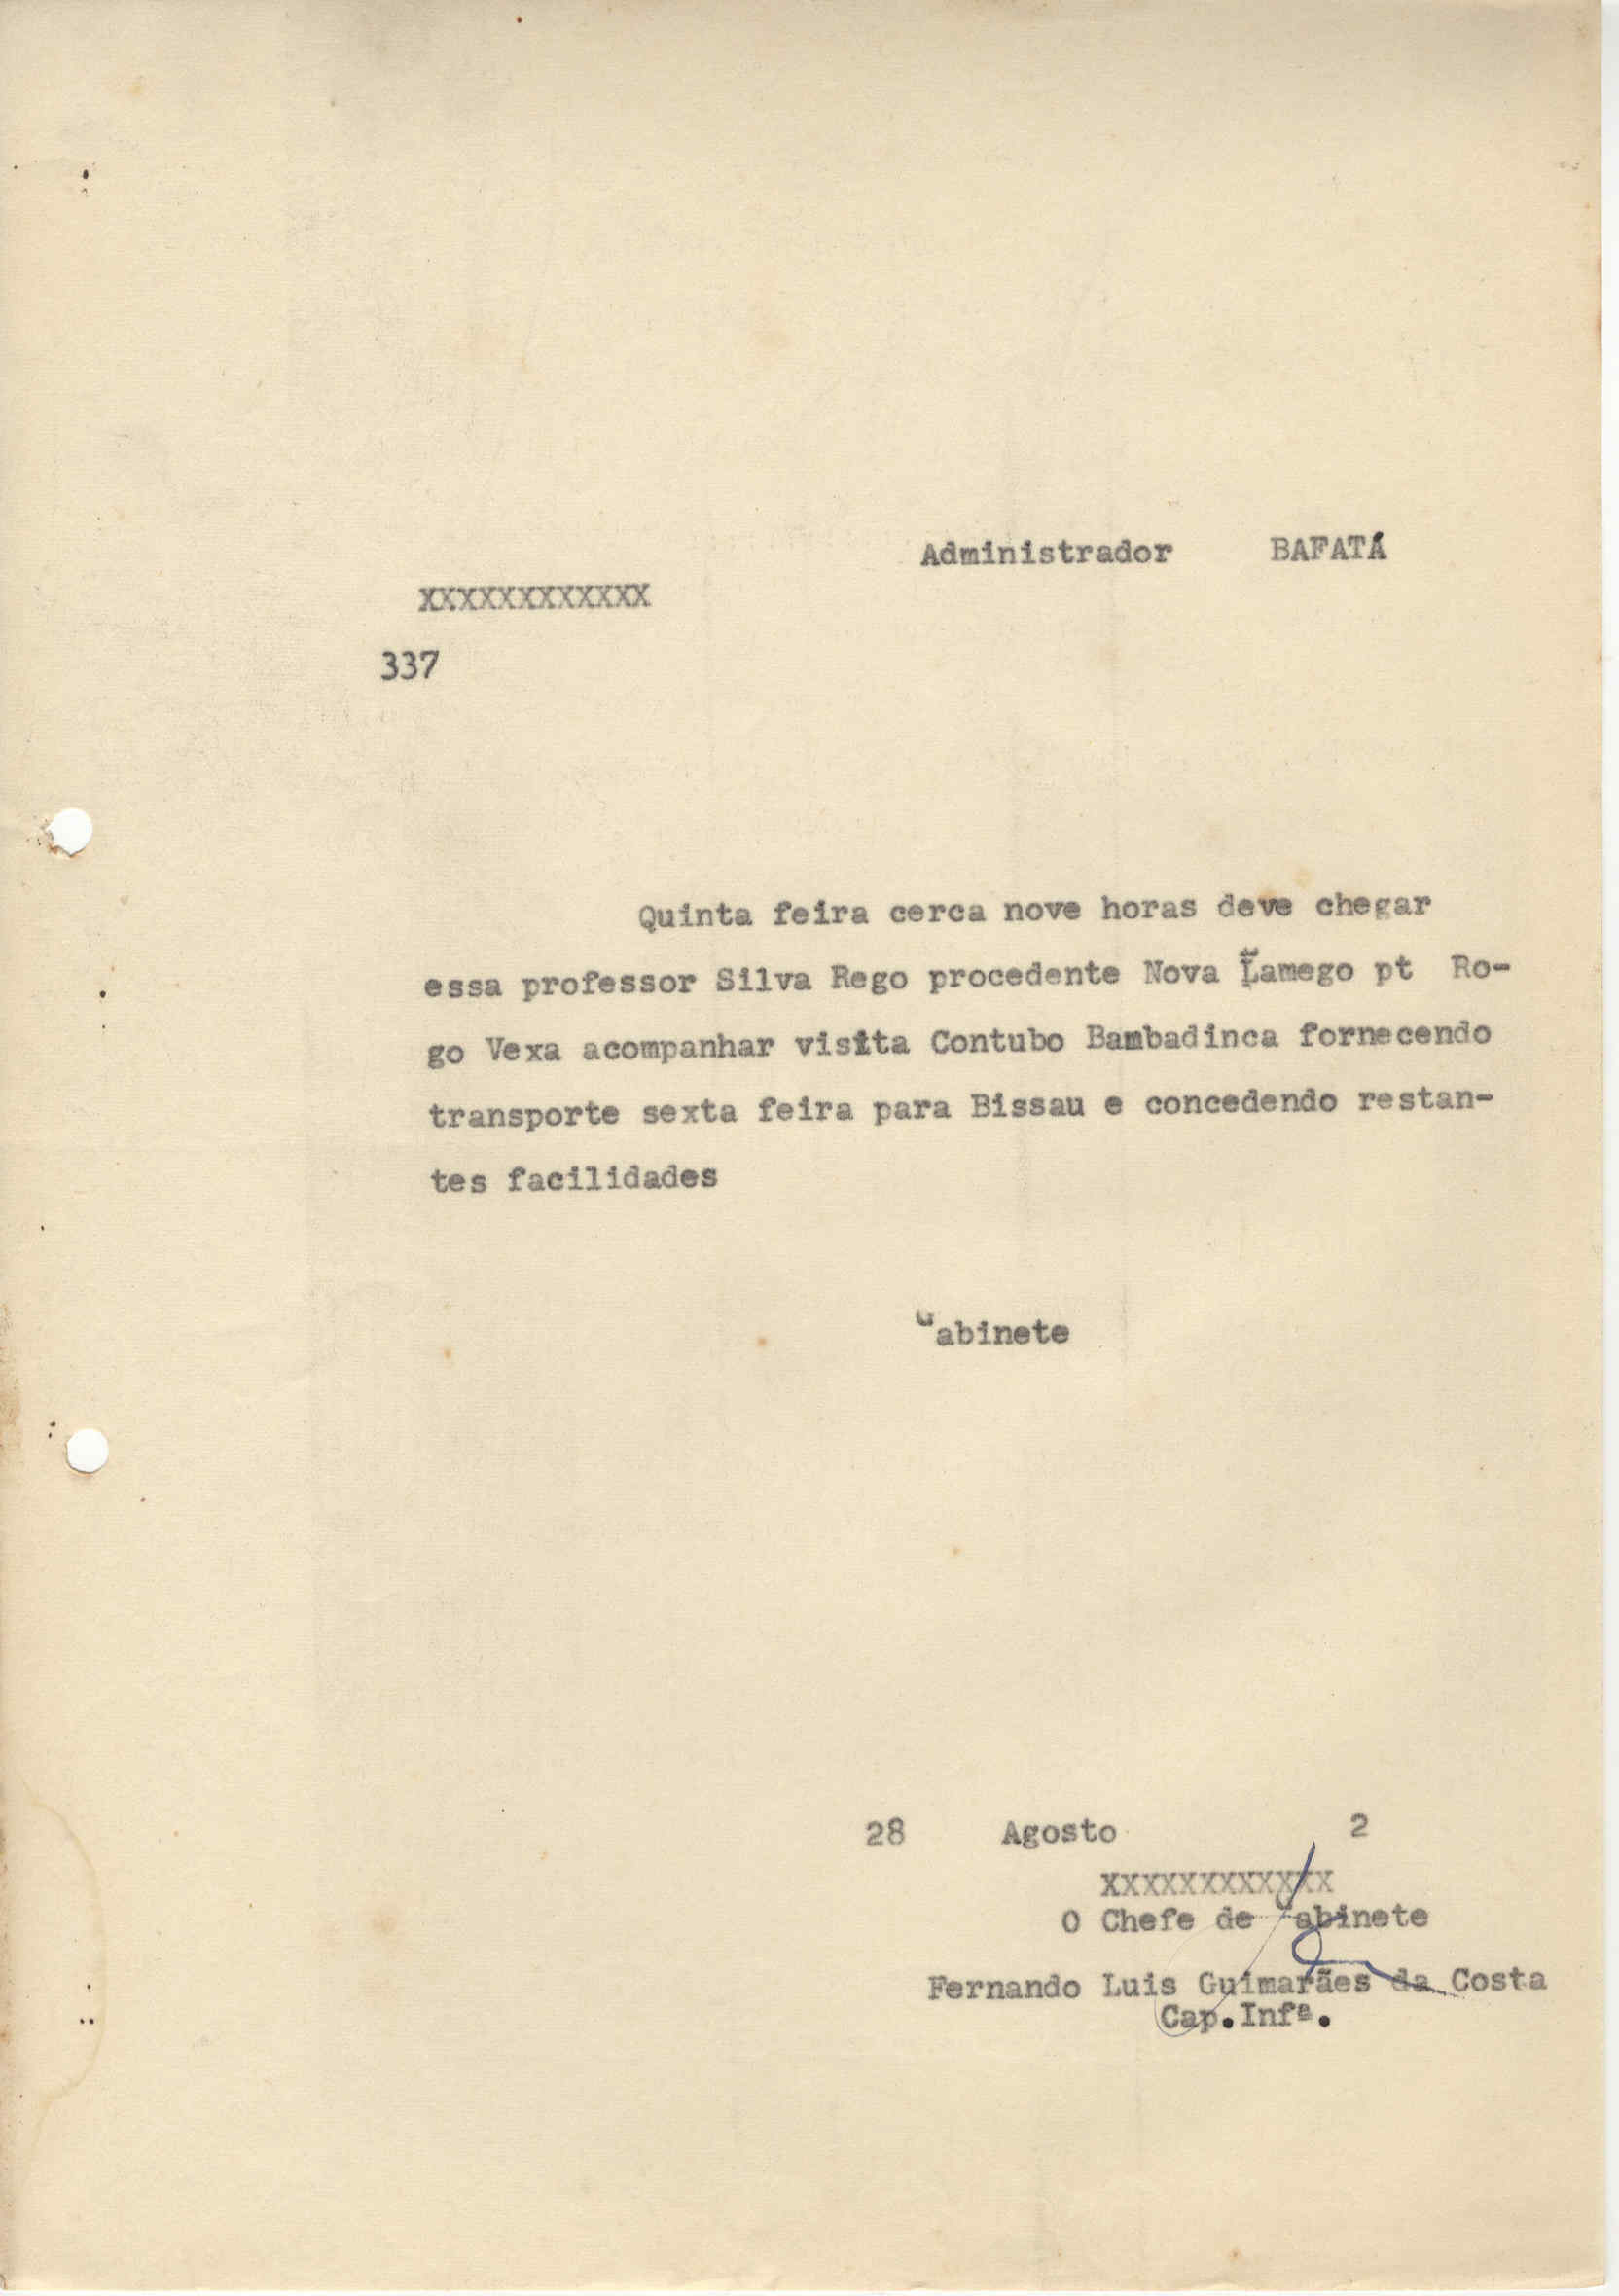 Administrador BAFATÁ
XXXXXXXXXXXX
337
Quinta feira cerca nove horas deve chegar
essa professor Silva Rego procedente Nova Lamego pt Ro-
go Vexa acompanhar visita Contubo Bambadinca fornecendo
transporte sexta feira para Bissau e concedendo restan-
tes facilidades
Gabinete
28 Agosto 2
XXXXXXXXXXXX
O Chefe de Gabinete
Fernando Luis Guimarães da Costa
Cap.Infª.